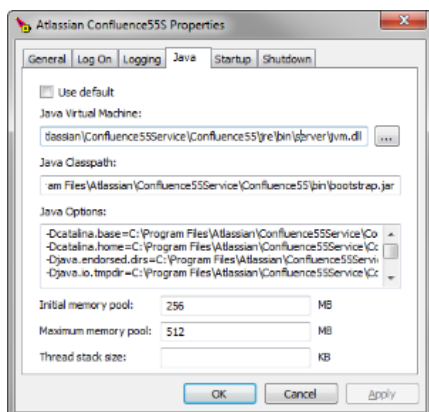 Atlassian Confluence55S Properties
General Log On Logging Java Startup Shutdown
Use default
Java Virtual Machine:
tlassian\Confluence55Service\Confluence55\jre\bin\server\jvm.dll ...
Java Classpath:
am Files\Atlassian\Confluence55Service\Confluence55\bin\bootstrap.jar
Java Options:
-Dcatalina.base=C:\Program Files\Atlassian\Confluence55Service\Co
-Dcatalina.home=C:\Program Files\Atlassian\Confluence55Service\Cc
-Djava.endorsed.dirs=C:\Program Files\Atlassian\Confluence55Servi
-Djava.io.tmpdir=C:\Program Files\Atlassian\Confluence55Service\Cc
Initial memory pool: 256 MB
Maximum memory pool: 512 MB
Thread stack size: KB
OK Cancel Apply